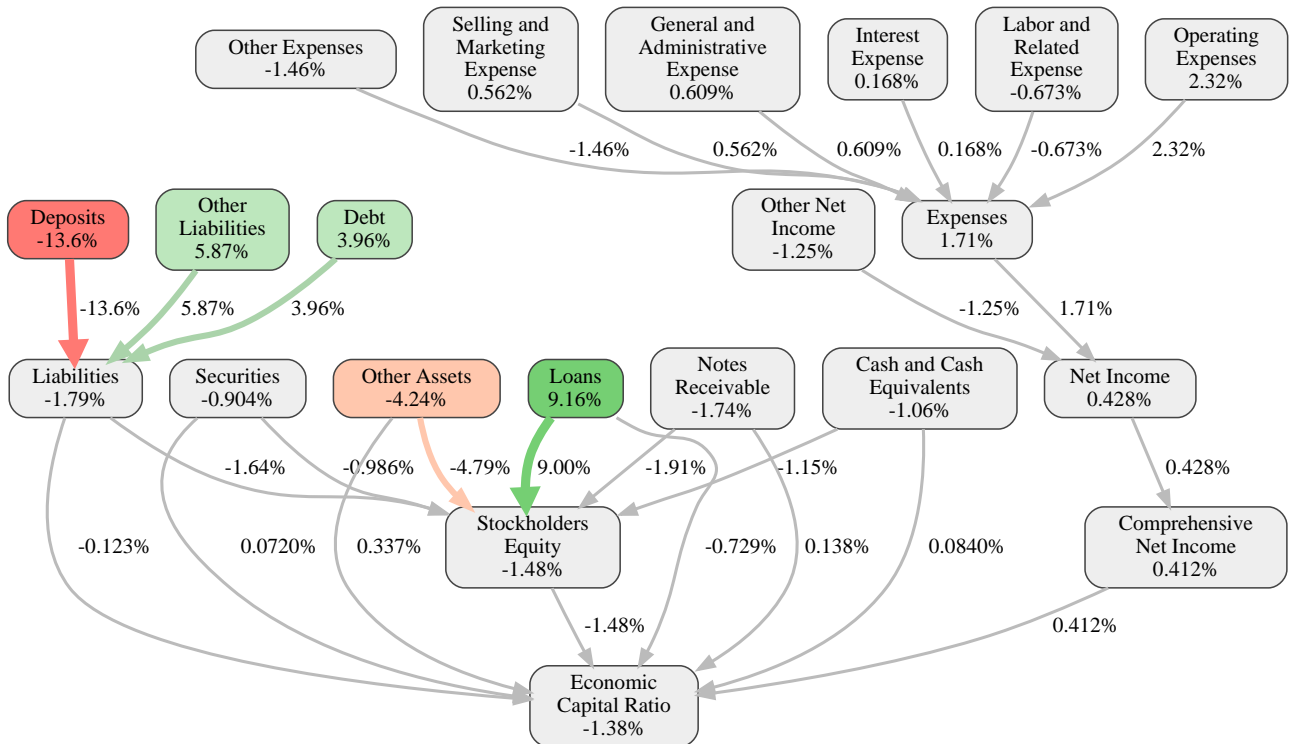 Other Expenses
-1.46%
Selling and
Marketing
Expense
0.562%
General and
Administrative
Expense
0.609%
Interest
Expense
0.168%
Labor and
Related
Expense
-0.673%
Operating
Expenses
2.32%
-1.46%
0.562%
0.609%
0.168%
-0.673%
2.32%
Deposits
-13.6%
Other
Liabilities
5.87%
Debt
3.96%
Other Net
Income
-1.25%
Expenses
1.71%
-13.6%
5.87%
3.96%
-1.25%
1.71%
Liabilities
-1.79%
Securities
-0.904%
Other Assets
-4.24%
Loans
9.16%
Notes
Receivable
-1.74%
Cash and Cash
Equivalents
-1.06%
Net Income
0.428%
-1.64%
-0.986%
-4.79%
9.00%
-1.91%
-1.15%
0.428%
-0.123%
0.0720%
0.337%
Stockholders
Equity
-1.48%
-0.729%
0.138%
0.0840%
Comprehensive
Net Income
0.412%
-1.48%
0.412%
Economic
Capital Ratio
-1.38%